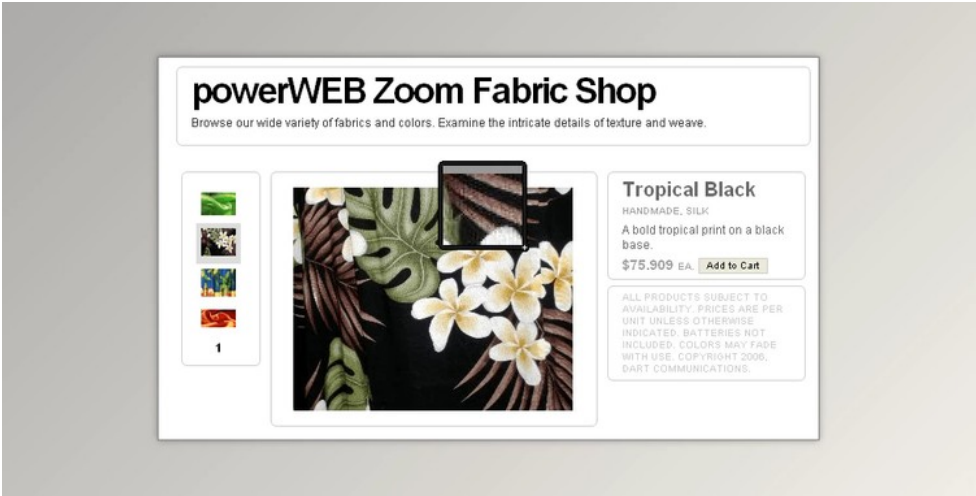 powerWEB Zoom Fabric Shop
Browse our wide variety of fabrics and colors. Examine the intricate details of texture and weave.
1
Tropical Black
HANDMADE, SILK
A bold tropical print on a black
base.
$75.909 EA. Add to Cart
ALL PRODUCTS SUBJECT TO
AVAILABILITY. PRICES ARE PER
UNIT UNLESS OTHERWISE
INDICATED. BATTERIES NOT
INCLUDED. COLORS MAY FADE
WITH USE. COPYRIGHT 2006,
DART COMMUNICATIONS.